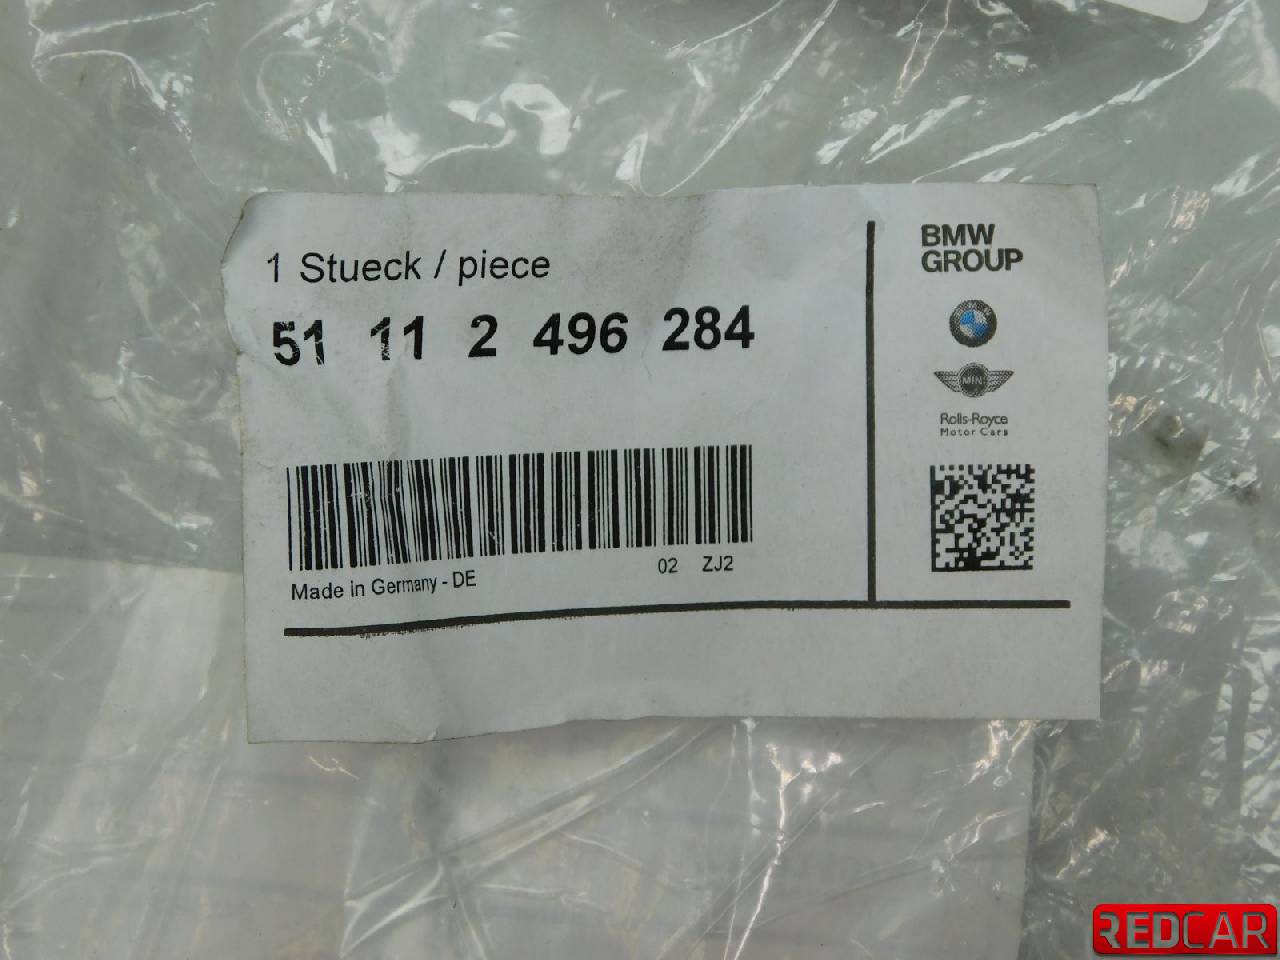 1 Stueck / piece
51 11 2 496 284
Made in Germany - DE
02 ZJ2
BMW
GROUP
MINI
Rolls-Royce
Motor Cars
REDCAR